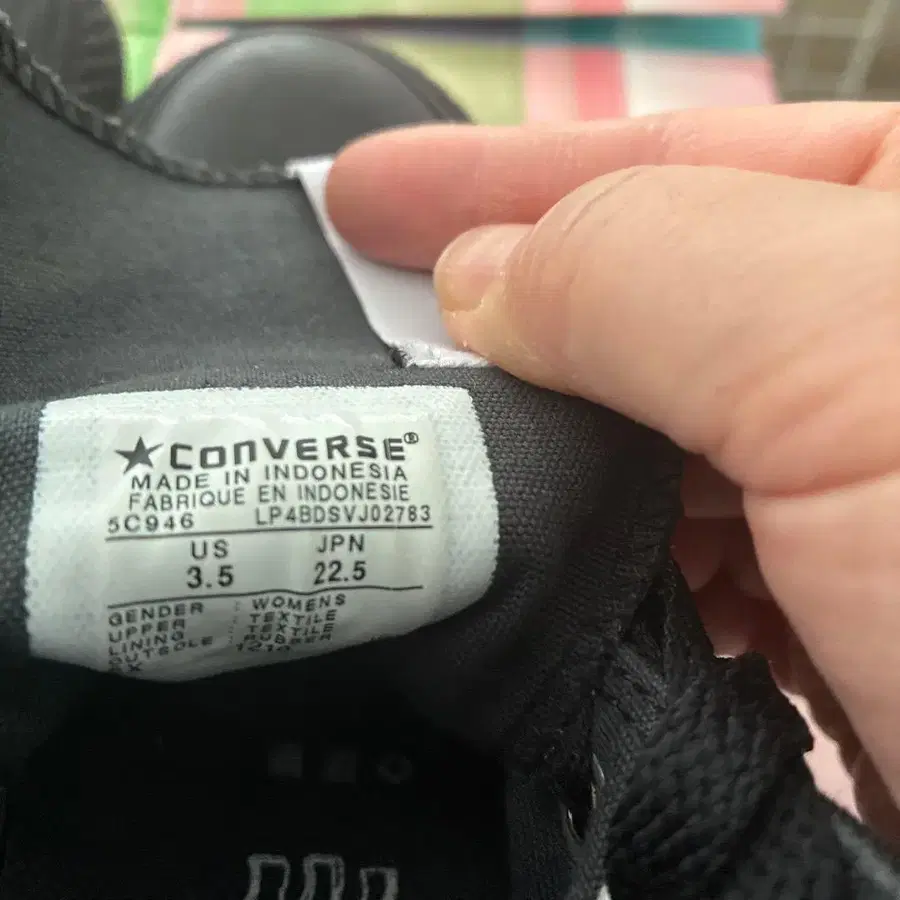 ★CONVERSE®
MADE IN INDONESIA
FABRIQUE EN INDONESIE
5C946 LP4BDSVJ02783
US JPN
3.5 22.5
GENDER : WOMENS
UPPER : TEXTILE
LINING : TEXTILE
OUTSOLE : RUBBER